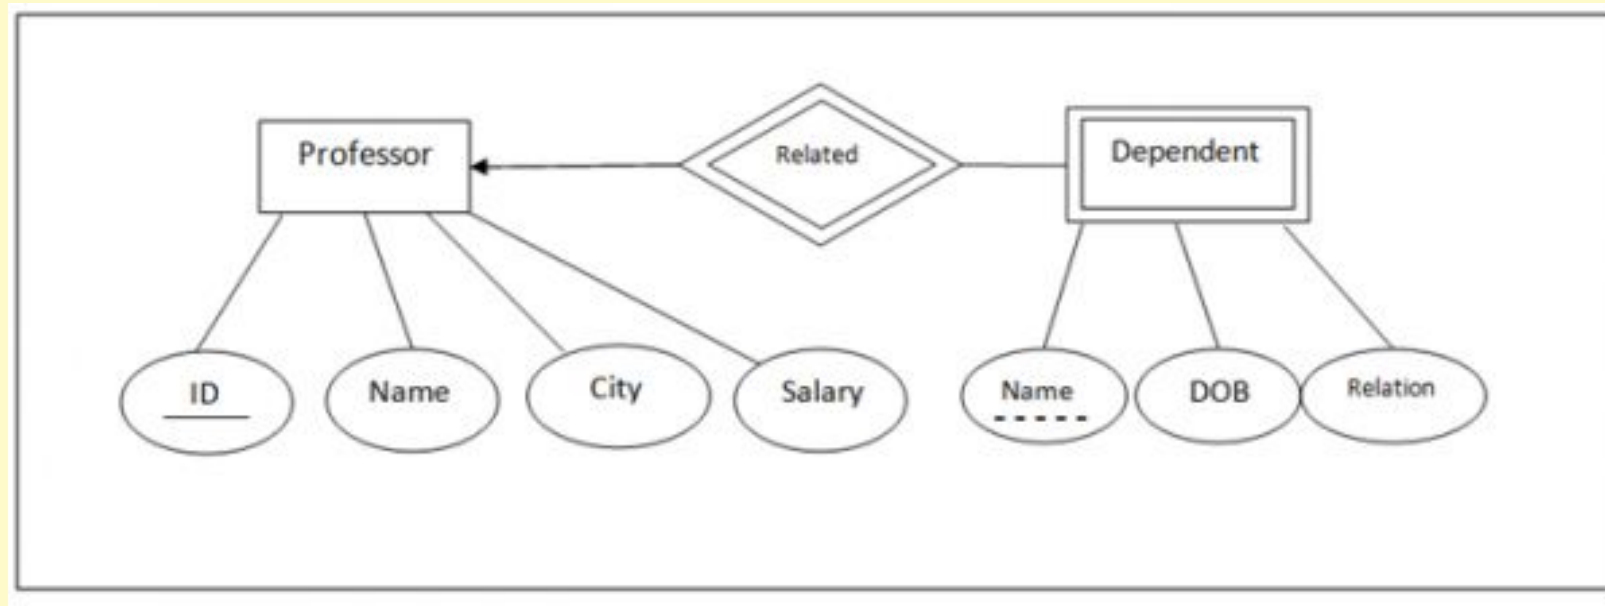 Professor
Related
Dependent
ID
Name
City
Salary
Name
DOB
Relation